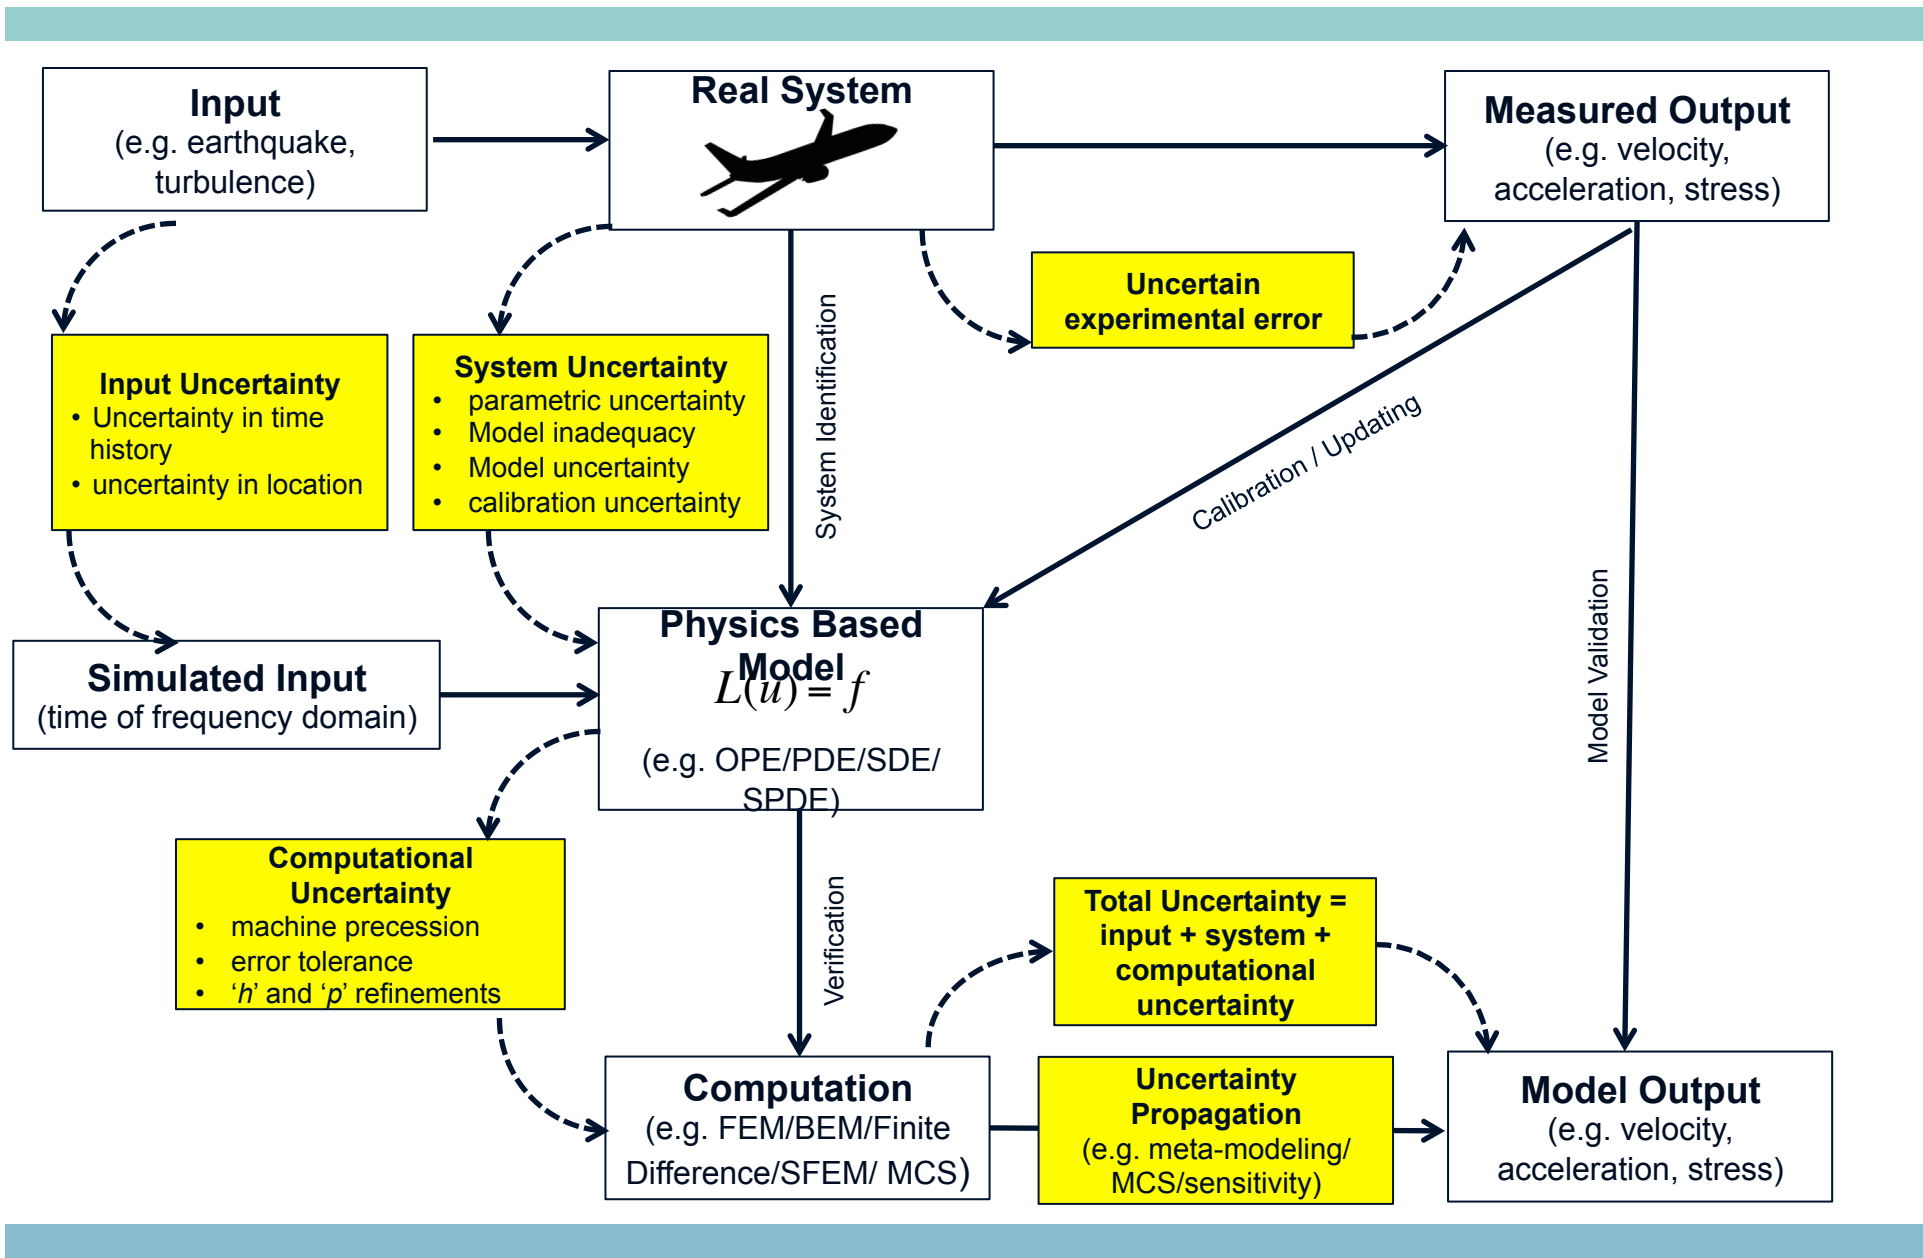 Input
(e.g. earthquake,
turbulence)
Real System
Measured Output
(e.g. velocity,
acceleration, stress)
Input Uncertainty
• Uncertainty in time
history
• uncertainty in location
System Uncertainty
• parametric uncertainty
• Model inadequacy
• Model uncertainty
• calibration uncertainty
System Identification
Uncertain
experimental error
Calibration / Updating
Model Validation
Simulated Input
(time of frequency domain)
Physics Based
Model
L(u) = f
(e.g. OPE/PDE/SDE/
SPDE)
Computational
Uncertainty
• machine precession
• error tolerance
• ‘h’ and ‘p’ refinements
Verification
Total Uncertainty =
input + system +
computational
uncertainty
Computation
(e.g. FEM/BEM/Finite
Difference/SFEM/ MCS)
Uncertainty
Propagation
(e.g. meta-modeling/
MCS/sensitivity)
Model Output
(e.g. velocity,
acceleration, stress)